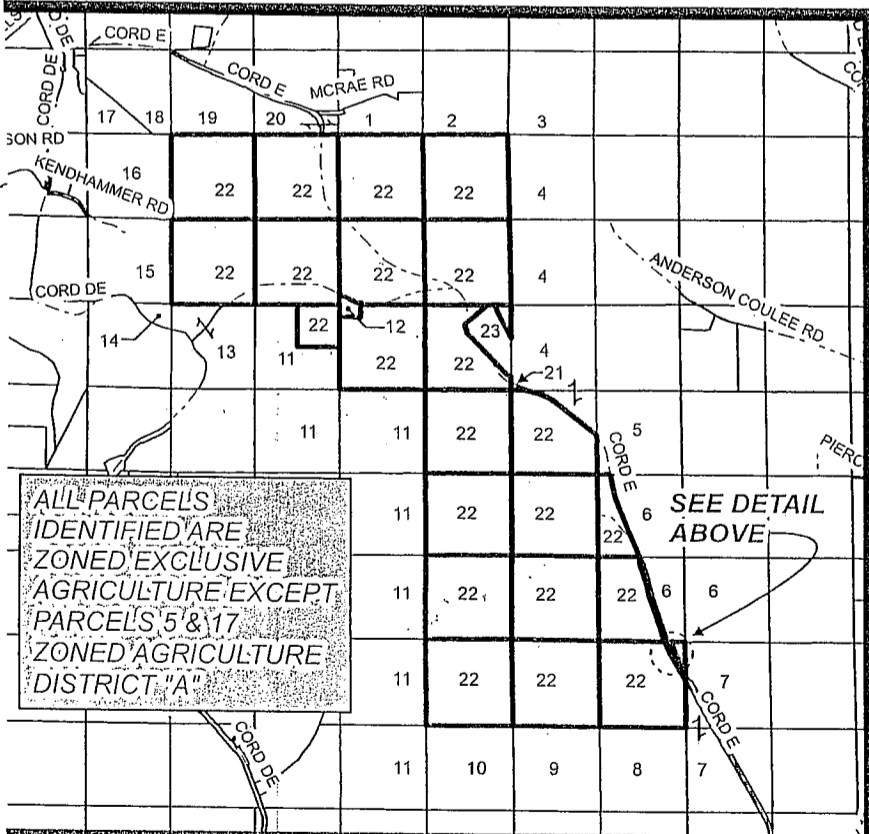 CORD E
CORD DE
CORD DE
CORD E
MCRAE RD
17 18 19 20 1 2 3
SON RD
16
KENDHAMMER RD
22 22 22 22 4
15
22 22 22 22 4
CORD DE
ANDERSON COULEE RD
14
13
22
12
23
11
22 22
4
21
11 11 22 22
5
CORD E
PIERC
ALL PARCELS
IDENTIFIED ARE
ZONED EXCLUSIVE
AGRICULTURE EXCEPT
PARCELS 5 & 17
ZONED AGRICULTURE
DISTRICT "A"
11 22 22
22
6
SEE DETAIL
ABOVE
11 22 22 22 6 6
11 22 22 22 7
CORD E
CORD DE
11 10 9 8 7